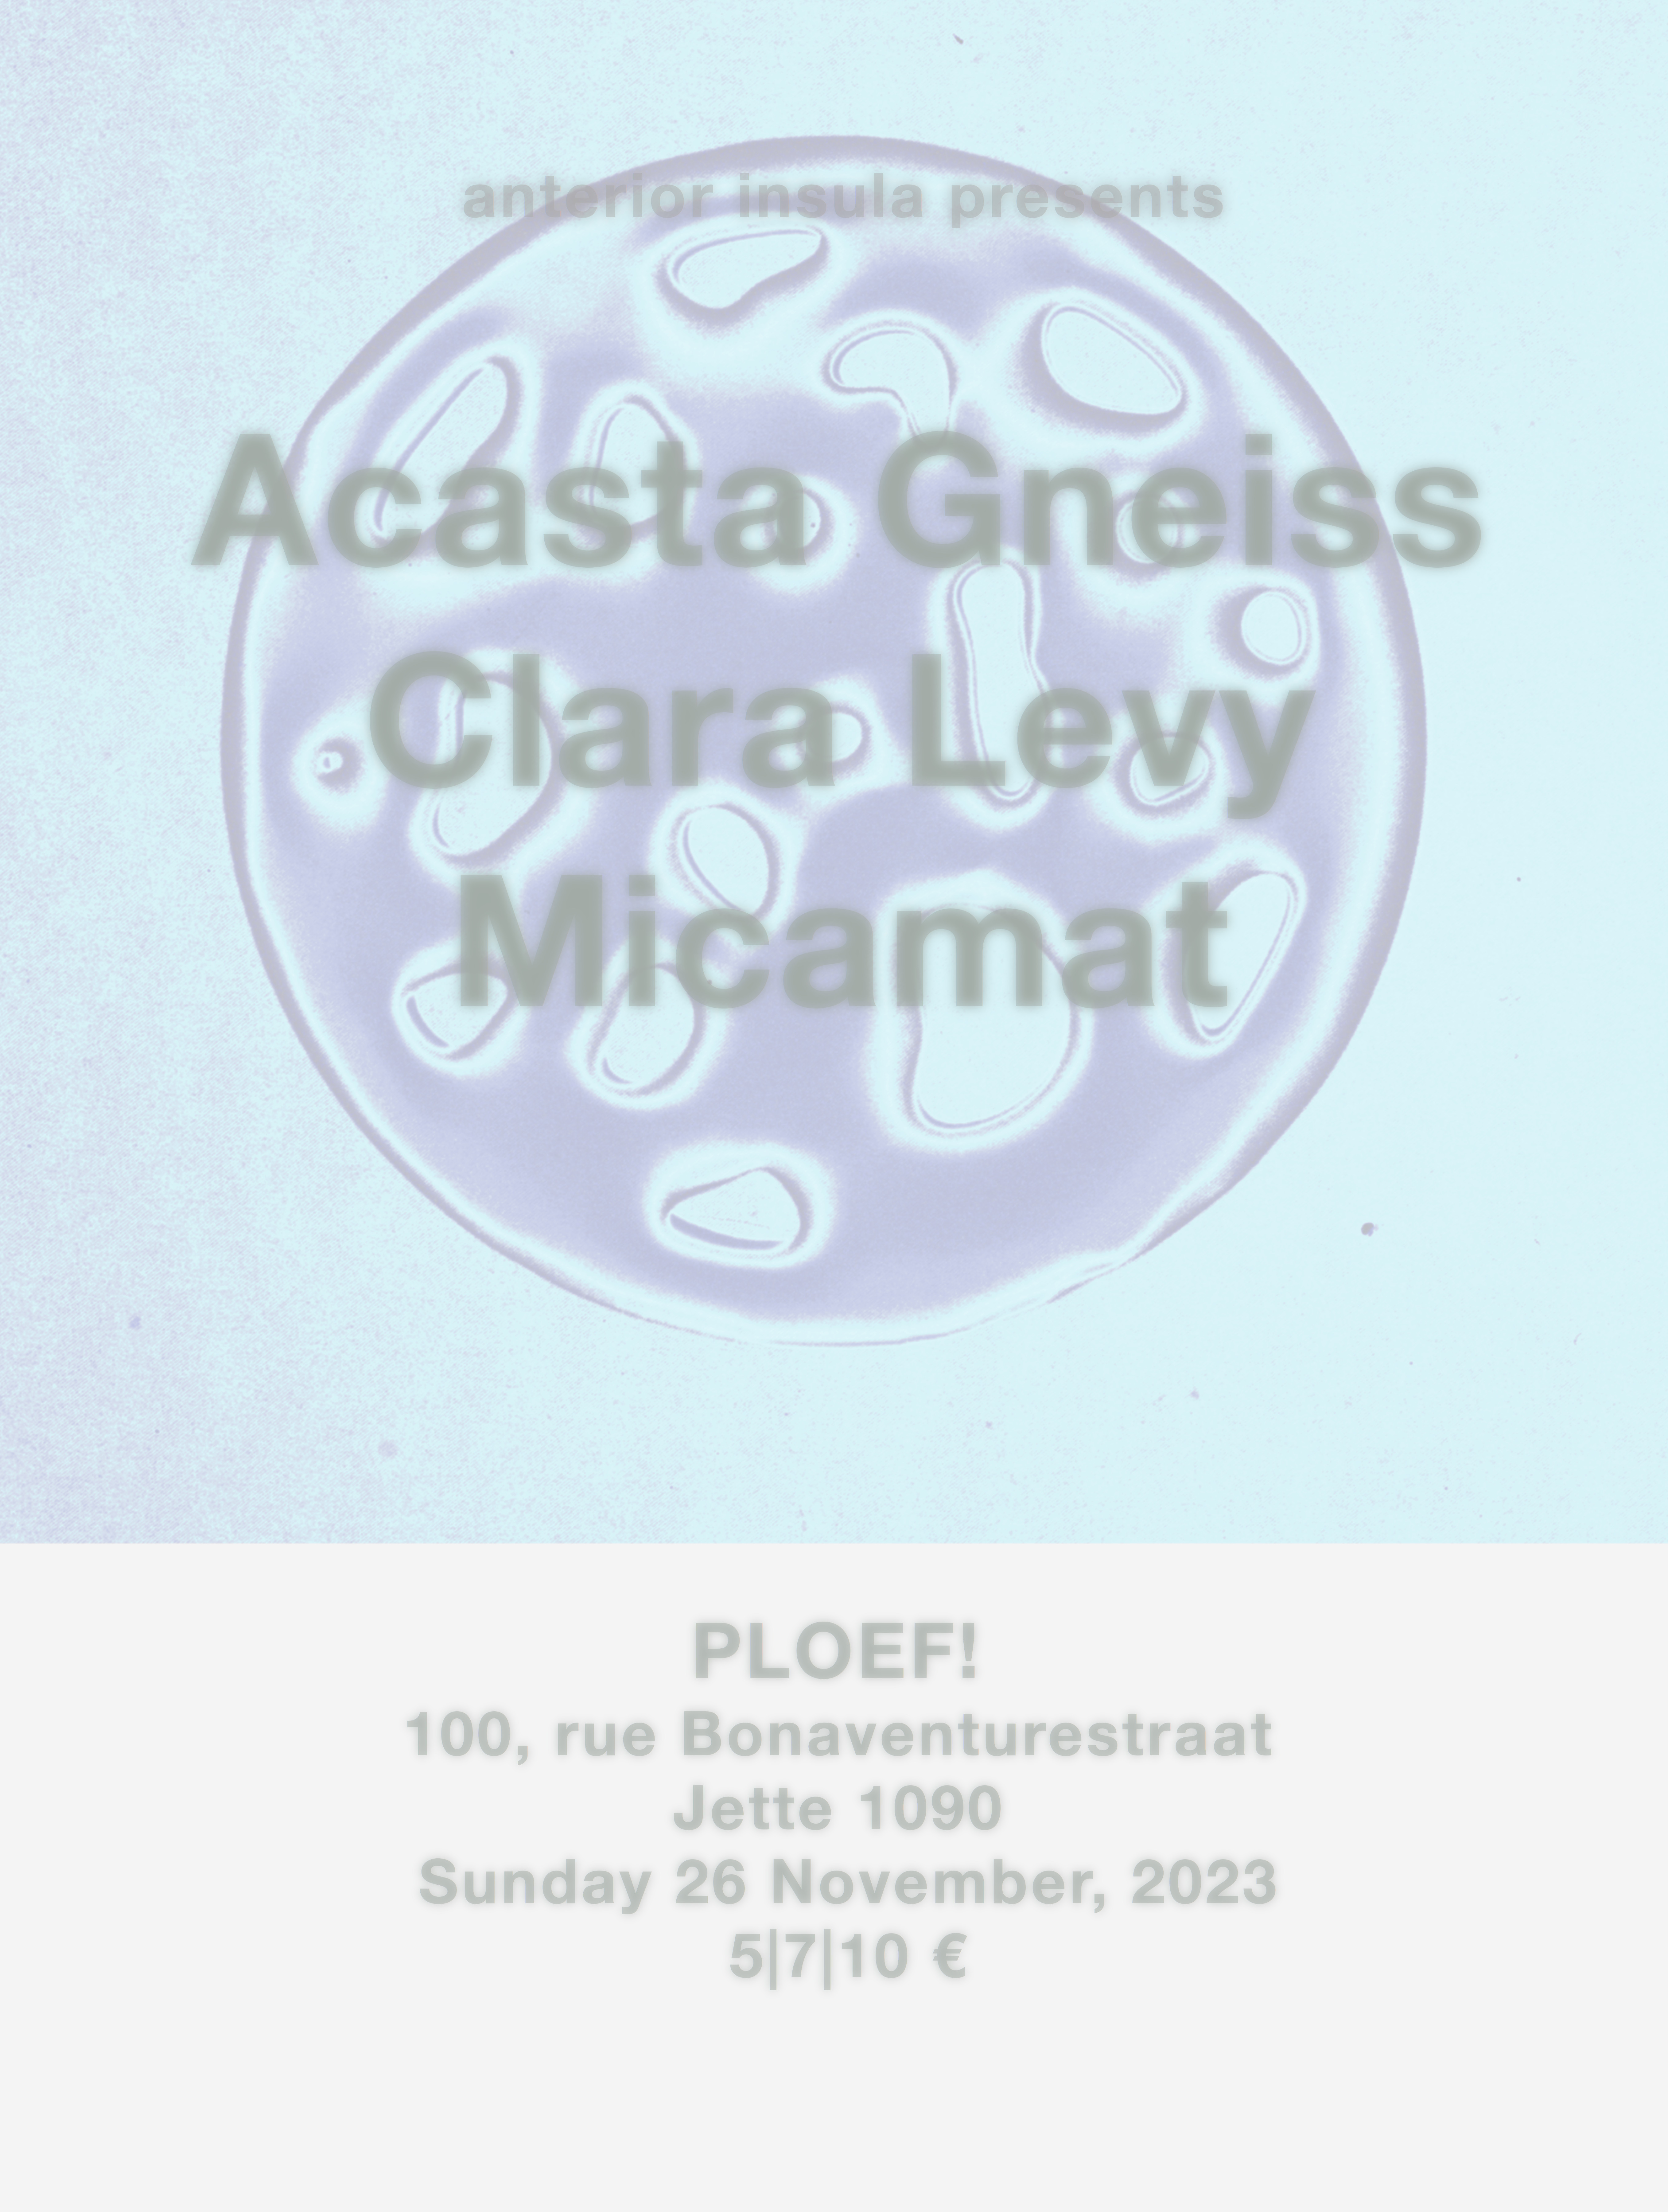 anterior insula presents
Acasta Gneiss
Clara Levy
Micamat
PLOEF!
100, rue Bonaventurestraat
Jette 1090
Sunday 26 November, 2023
5|7|10 €